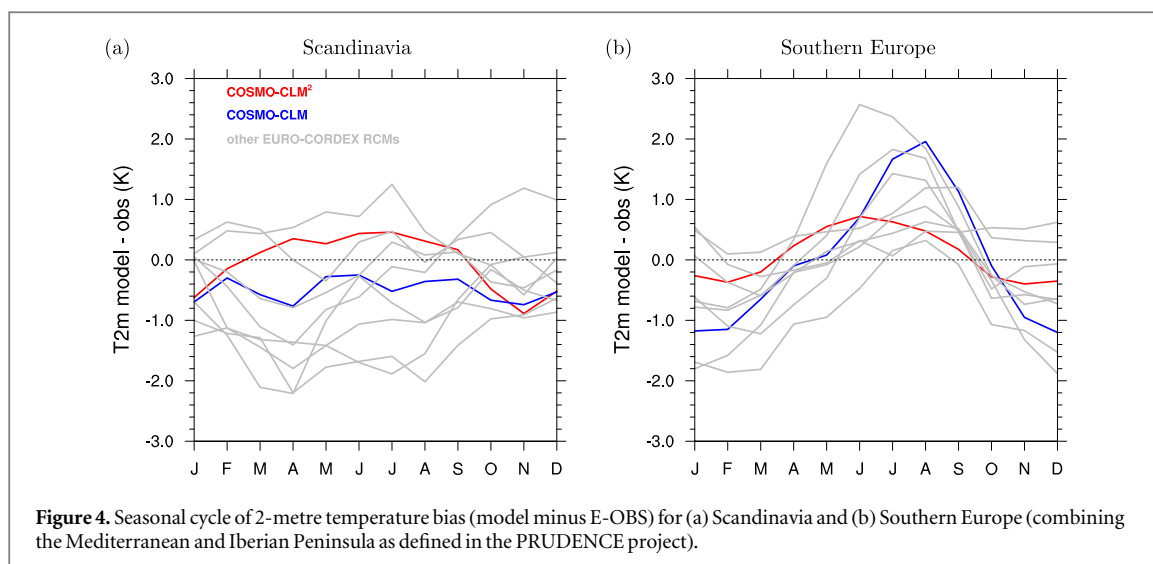 (a) Scandinavia
T2m model - obs (K)
3.0
2.0
1.0
0.0
-1.0
-2.0
-3.0
COSMO-CLM²
COSMO-CLM
other EURO-CORDEX RCMs
J F M A M J J A S O N D
(b) Southern Europe
T2m model - obs (K)
3.0
2.0
1.0
0.0
-1.0
-2.0
-3.0
J F M A M J J A S O N D
Figure 4. Seasonal cycle of 2-metre temperature bias (model minus E-OBS) for (a) Scandinavia and (b) Southern Europe (combining
the Mediterranean and Iberian Peninsula as defined in the PRUDENCE project).